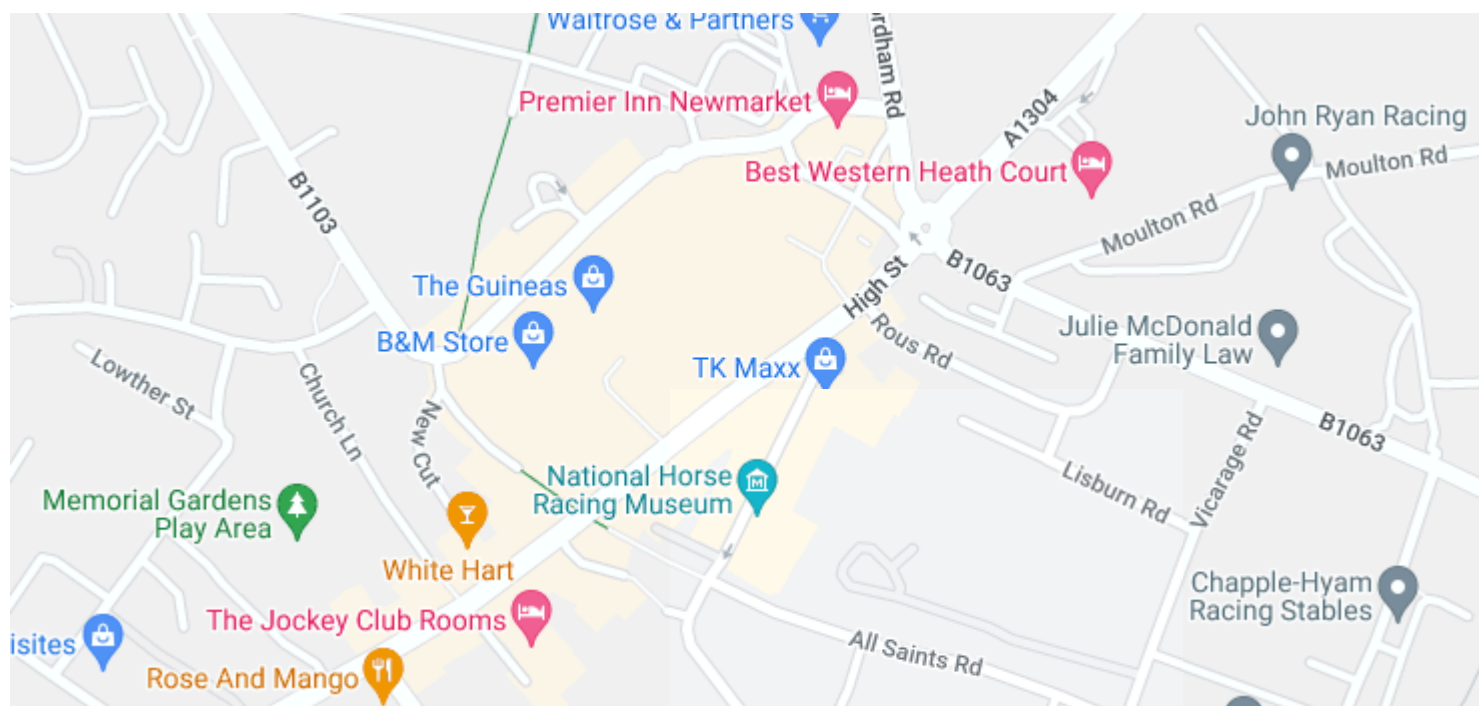 Waitrose & Partners
rdham Rd
Premier Inn Newmarket
A1304
John Ryan Racing
Moulton Rd
Best Western Heath Court
Moulton Rd
B1103
B1063
The Guineas
High St
B&M Store
Rous Rd
Julie McDonald
Family Law
TK Maxx
Lowther St
Church Ln
New Cut
B1063
Vicarage Rd
National Horse
Racing Museum
Lisburn Rd
Memorial Gardens
Play Area
White Hart
Chapple-Hyam
Racing Stables
The Jockey Club Rooms
isites
All Saints Rd
Rose And Mango